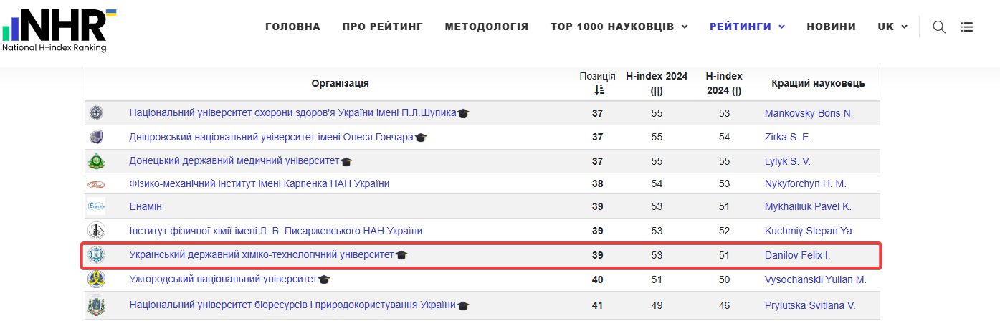 NHR
National H-index Ranking
ГОЛОВНА ПРО РЕЙТИНГ МЕТОДОЛОГІЯ TOP 1000 НАУКОВЦІВ РЕЙТИНГИ НОВИНИ UK
Організація Позиція H-index 2024 (||) H-index 2024 (|) Кращий науковець
Національний університет охорони здоров'я України імені П.Л.Шупика 37 55 53 Mankovsky Boris N.
Дніпровський національний університет імені Олеся Гончара 37 55 54 Zirka S. E.
Донецький державний медичний університет 37 55 55 Lylyk S. V.
Фізико-механічний інститут імені Карпенка НАН України 38 54 53 Nykyforchyn H. M.
Енамін 39 53 51 Mykhailiuk Pavel K.
Інститут фізичної хімії імені Л. В. Писаржевського НАН України 39 53 52 Kuchmiy Stepan Ya
Український державний хіміко-технологічний університет 39 53 51 Danilov Felix I.
Ужгородський національний університет 40 51 50 Vysochanskii Yulian M.
Національний університет біоресурсів і природокористування України 41 49 46 Prylutska Svitlana V.